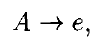 A → e,